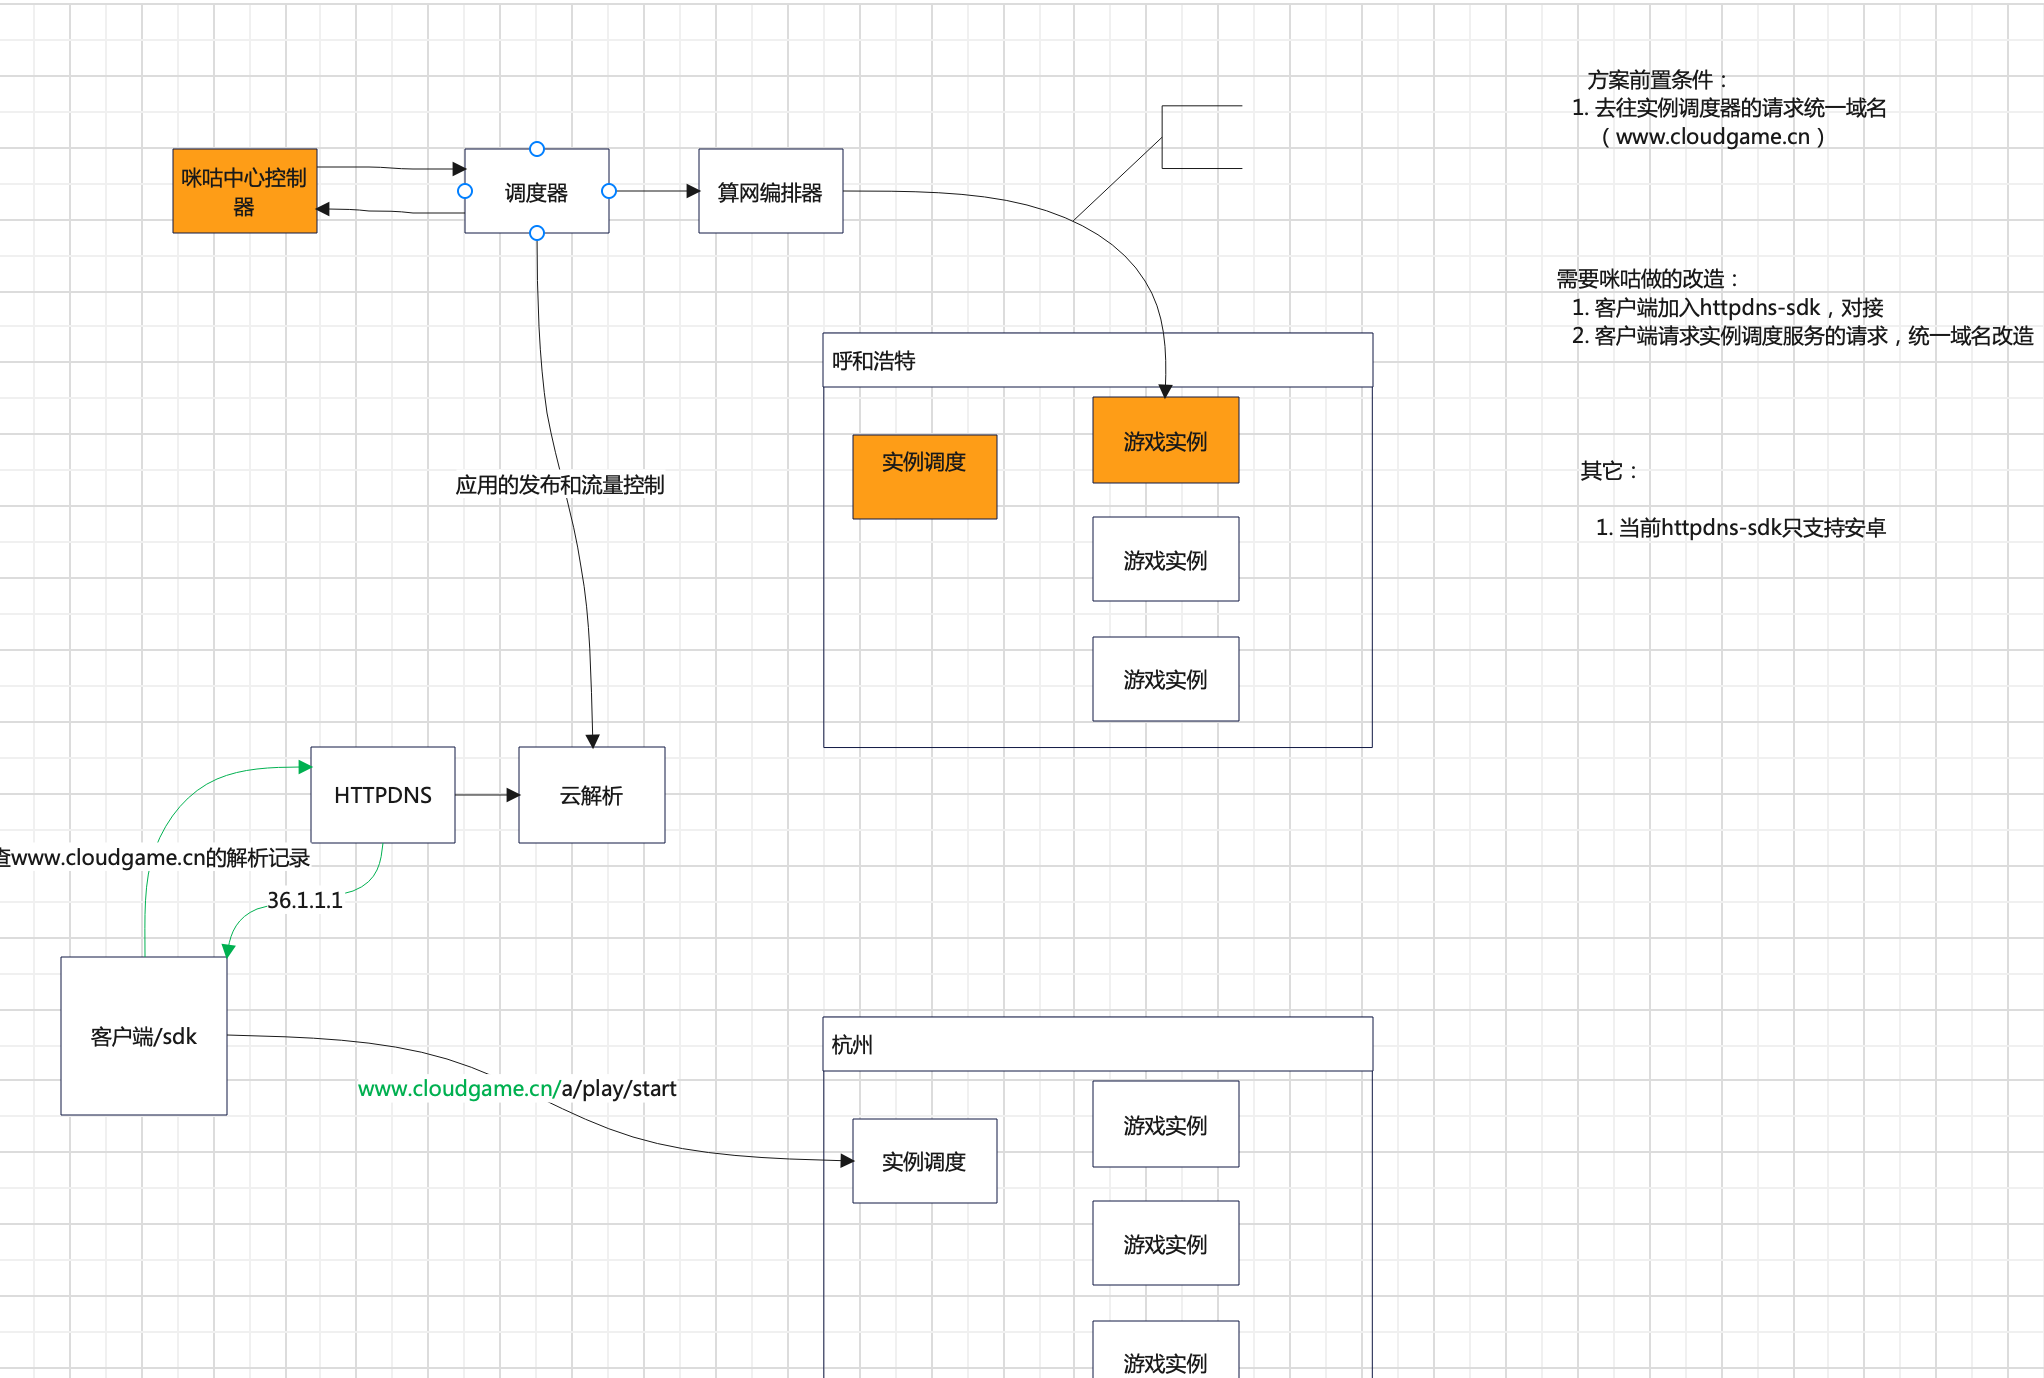 方案前置条件：
1. 去往实例调度器的请求统一域名
（www.cloudgame.cn）
咪咕中心控制
器
调度器
算网编排器
需要咪咕做的改造：
1. 客户端加入httpdns-sdk，对接
2. 客户端请求实例调度服务的请求，统一域名改造
呼和浩特
实例调度
游戏实例
游戏实例
游戏实例
其它：
1. 当前httpdns-sdk只支持安卓
应用的发布和流量控制
HTTPDNS
云解析
查www.cloudgame.cn的解析记录
36.1.1.1
客户端/sdk
www.cloudgame.cn/a/play/start
杭州
实例调度
游戏实例
游戏实例
游戏实例